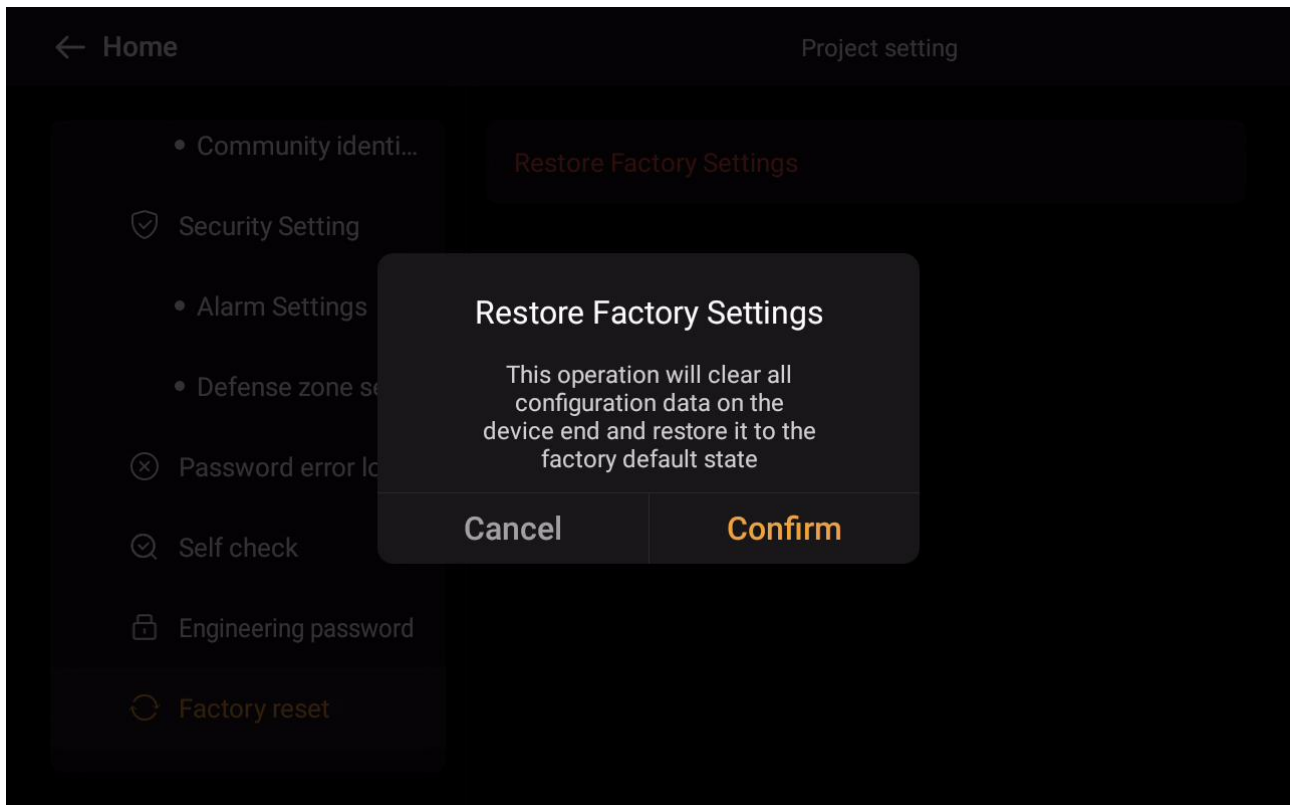 Home
Project setting
Community identi...
Restore Factory Settings
Security Setting
Alarm Settings
Defense zone se
Password error lo
Self check
Engineering password
Factory reset
Restore Factory Settings
This operation will clear all
configuration data on the
device end and restore it to the
factory default state
Cancel
Confirm